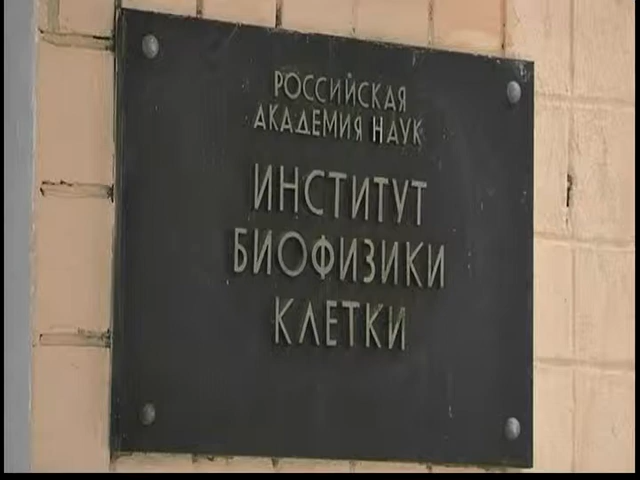 РОССИЙСКАЯ
АКАДЕМИЯ НАУК
ИНСТИТУТ
БИОФИЗИКИ
КЛЕТКИ